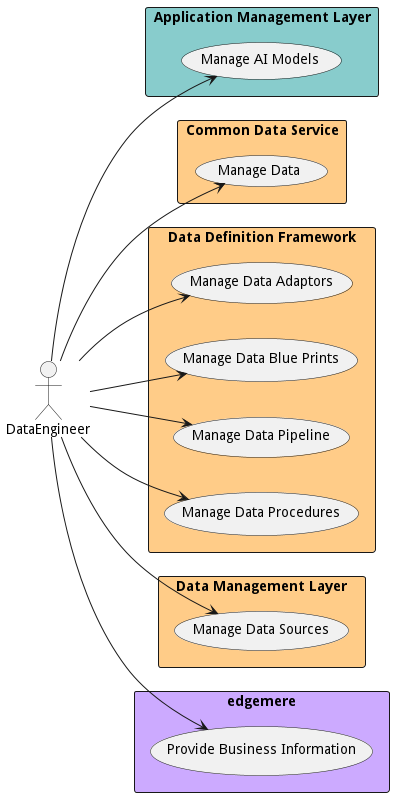 Application Management Layer
Manage AI Models
Common Data Service
Manage Data
Data Definition Framework
Manage Data Adaptors
Manage Data Blue Prints
DataEngineer
Manage Data Pipeline
Manage Data Procedures
Data Management Layer
Manage Data Sources
edgemere
Provide Business Information